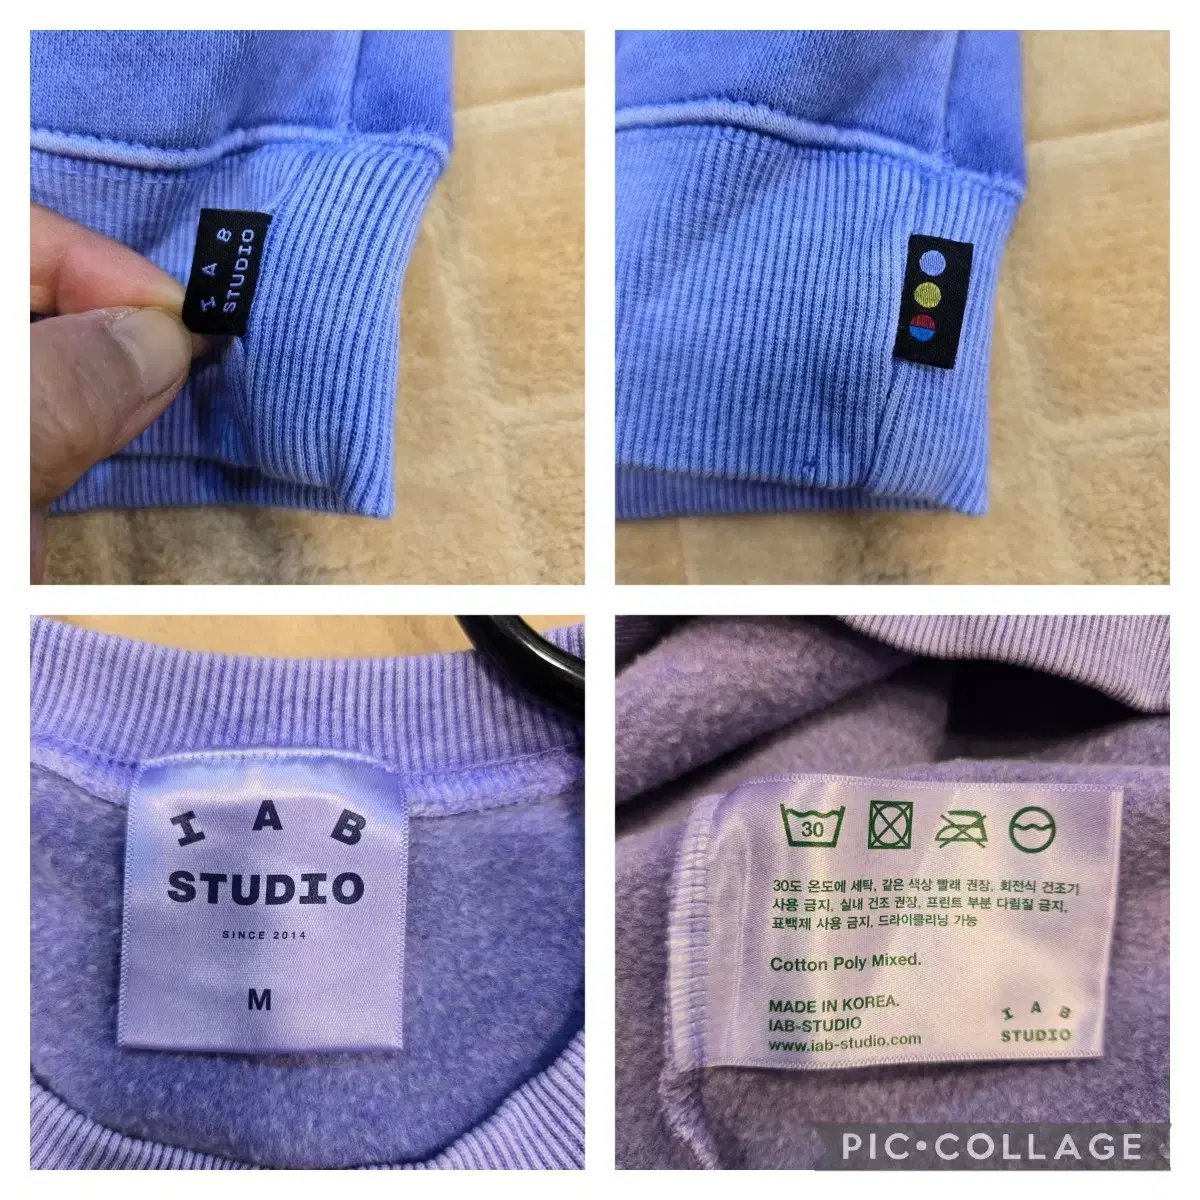 I A B
STUDIO
I A B
STUDIO
SINCE 2014
M
30
30도 온도에 세탁, 같은 색상 빨래 권장, 회전식 건조기
사용 금지, 실내 건조 권장, 프린트 부분 다림질 금지,
표백제 사용 금지, 드라이클리닝 가능
Cotton Poly Mixed.
MADE IN KOREA.
IAB-STUDIO
www.iab-studio.com
I A B
STUDIO
PIC•COLLAGE